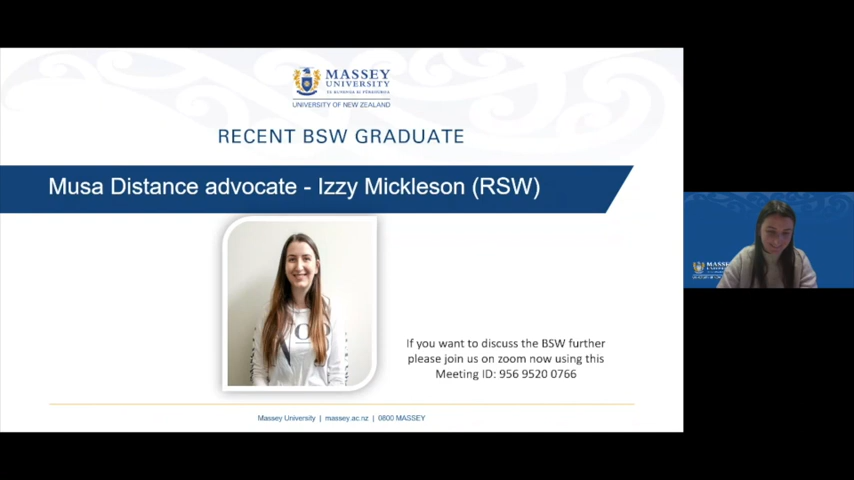 MASSEY
UNIVERSITY
TE KUNENGA KI PŪREHUROA
UNIVERSITY OF NEW ZEALAND
RECENT BSW GRADUATE
Musa Distance advocate - Izzy Mickleson (RSW)
If you want to discuss the BSW further
please join us on zoom now using this
Meeting ID: 956 9520 0766
Massey University | massey.ac.nz | 0800 MASSEY
MASSEY